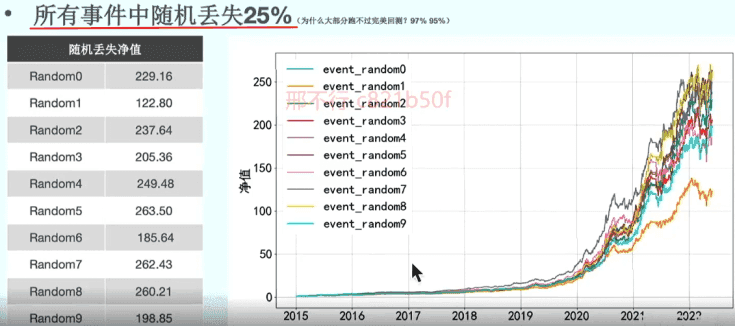 • 所有事件中随机丢失25%（为什么大部分跑不过完美回测？97% 95%）
随机丢失净值
Random0 229.16
Random1 122.80
Random2 237.64
Random3 205.36
Random4 249.48
Random5 263.50
Random6 185.64
Random7 262.43
Random8 260.21
Random9 198.85
event_random0
event_random1
event_random2
event_random3
event_random4
event_random5
event_random6
event_random7
event_random8
event_random9
邢不行 c821b50f
净值
250
200
150
100
50
0
2015 2016 2017 2018 2019 2020 2021 2022